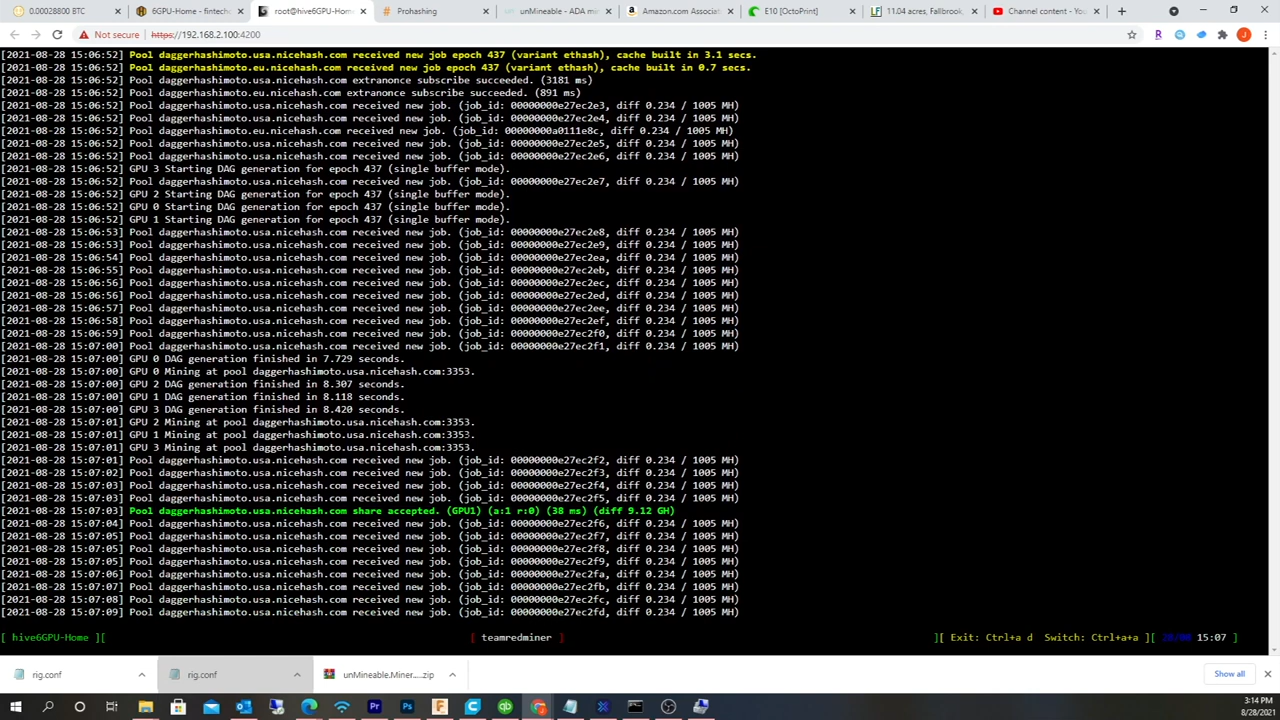 0.00028800 BTC
6GPU-Home - fintech
root@hive6GPU-Home
Prohashing
unMineable - ADA min
Amazon.com Associat
E10 [OctoPrint]
11.04 acres, Fallbrook,
Channel content - You
Not secure
https://192.168.2.100:4200
[2021-08-28 15:06:52] Pool daggerhashimoto.usa.nicehash.com received new job epoch 437 (variant ethash), cache built in 3.1 secs.
[2021-08-28 15:06:52] Pool daggerhashimoto.eu.nicehash.com received new job epoch 437 (variant ethash), cache built in 0.7 secs.
[2021-08-28 15:06:52] Pool daggerhashimoto.usa.nicehash.com extranonce subscribe succeeded. (3181 ms)
[2021-08-28 15:06:52] Pool daggerhashimoto.eu.nicehash.com extranonce subscribe succeeded. (891 ms)
[2021-08-28 15:06:52] Pool daggerhashimoto.usa.nicehash.com received new job. (job_id: 00000000e27ec2e3, diff 0.234 / 1005 MH)
[2021-08-28 15:06:52] Pool daggerhashimoto.usa.nicehash.com received new job. (job_id: 00000000e27ec2e4, diff 0.234 / 1005 MH)
[2021-08-28 15:06:52] Pool daggerhashimoto.eu.nicehash.com received new job. (job_id: 00000000a0111e8c, diff 0.234 / 1005 MH)
[2021-08-28 15:06:52] Pool daggerhashimoto.usa.nicehash.com received new job. (job_id: 00000000e27ec2e5, diff 0.234 / 1005 MH)
[2021-08-28 15:06:52] Pool daggerhashimoto.usa.nicehash.com received new job. (job_id: 00000000e27ec2e6, diff 0.234 / 1005 MH)
[2021-08-28 15:06:52] GPU 3 Starting DAG generation for epoch 437 (single buffer mode).
[2021-08-28 15:06:52] Pool daggerhashimoto.usa.nicehash.com received new job. (job_id: 00000000e27ec2e7, diff 0.234 / 1005 MH)
[2021-08-28 15:06:52] GPU 2 Starting DAG generation for epoch 437 (single buffer mode).
[2021-08-28 15:06:52] GPU 0 Starting DAG generation for epoch 437 (single buffer mode).
[2021-08-28 15:06:52] GPU 1 Starting DAG generation for epoch 437 (single buffer mode).
[2021-08-28 15:06:53] Pool daggerhashimoto.usa.nicehash.com received new job. (job_id: 00000000e27ec2e8, diff 0.234 / 1005 MH)
[2021-08-28 15:06:53] Pool daggerhashimoto.usa.nicehash.com received new job. (job_id: 00000000e27ec2e9, diff 0.234 / 1005 MH)
[2021-08-28 15:06:54] Pool daggerhashimoto.usa.nicehash.com received new job. (job_id: 00000000e27ec2ea, diff 0.234 / 1005 MH)
[2021-08-28 15:06:55] Pool daggerhashimoto.usa.nicehash.com received new job. (job_id: 00000000e27ec2eb, diff 0.234 / 1005 MH)
[2021-08-28 15:06:56] Pool daggerhashimoto.usa.nicehash.com received new job. (job_id: 00000000e27ec2ec, diff 0.234 / 1005 MH)
[2021-08-28 15:06:56] Pool daggerhashimoto.usa.nicehash.com received new job. (job_id: 00000000e27ec2ed, diff 0.234 / 1005 MH)
[2021-08-28 15:06:57] Pool daggerhashimoto.usa.nicehash.com received new job. (job_id: 00000000e27ec2ee, diff 0.234 / 1005 MH)
[2021-08-28 15:06:58] Pool daggerhashimoto.usa.nicehash.com received new job. (job_id: 00000000e27ec2ef, diff 0.234 / 1005 MH)
[2021-08-28 15:06:59] Pool daggerhashimoto.usa.nicehash.com received new job. (job_id: 00000000e27ec2f0, diff 0.234 / 1005 MH)
[2021-08-28 15:07:00] Pool daggerhashimoto.usa.nicehash.com received new job. (job_id: 00000000e27ec2f1, diff 0.234 / 1005 MH)
[2021-08-28 15:07:00] GPU 0 DAG generation finished in 7.729 seconds.
[2021-08-28 15:07:00] GPU 0 Mining at pool daggerhashimoto.usa.nicehash.com:3353.
[2021-08-28 15:07:00] GPU 2 DAG generation finished in 8.307 seconds.
[2021-08-28 15:07:00] GPU 1 DAG generation finished in 8.118 seconds.
[2021-08-28 15:07:00] GPU 3 DAG generation finished in 8.420 seconds.
[2021-08-28 15:07:01] GPU 2 Mining at pool daggerhashimoto.usa.nicehash.com:3353.
[2021-08-28 15:07:01] GPU 1 Mining at pool daggerhashimoto.usa.nicehash.com:3353.
[2021-08-28 15:07:01] GPU 3 Mining at pool daggerhashimoto.usa.nicehash.com:3353.
[2021-08-28 15:07:01] Pool daggerhashimoto.usa.nicehash.com received new job. (job_id: 00000000e27ec2f2, diff 0.234 / 1005 MH)
[2021-08-28 15:07:02] Pool daggerhashimoto.usa.nicehash.com received new job. (job_id: 00000000e27ec2f3, diff 0.234 / 1005 MH)
[2021-08-28 15:07:03] Pool daggerhashimoto.usa.nicehash.com received new job. (job_id: 00000000e27ec2f4, diff 0.234 / 1005 MH)
[2021-08-28 15:07:03] Pool daggerhashimoto.usa.nicehash.com received new job. (job_id: 00000000e27ec2f5, diff 0.234 / 1005 MH)
[2021-08-28 15:07:03] Pool daggerhashimoto.usa.nicehash.com share accepted. (GPU1) (a:1 r:0) (38 ms) (diff 9.12 GH)
[2021-08-28 15:07:04] Pool daggerhashimoto.usa.nicehash.com received new job. (job_id: 00000000e27ec2f6, diff 0.234 / 1005 MH)
[2021-08-28 15:07:05] Pool daggerhashimoto.usa.nicehash.com received new job. (job_id: 00000000e27ec2f7, diff 0.234 / 1005 MH)
[2021-08-28 15:07:05] Pool daggerhashimoto.usa.nicehash.com received new job. (job_id: 00000000e27ec2f8, diff 0.234 / 1005 MH)
[2021-08-28 15:07:05] Pool daggerhashimoto.usa.nicehash.com received new job. (job_id: 00000000e27ec2f9, diff 0.234 / 1005 MH)
[2021-08-28 15:07:06] Pool daggerhashimoto.usa.nicehash.com received new job. (job_id: 00000000e27ec2fa, diff 0.234 / 1005 MH)
[2021-08-28 15:07:07] Pool daggerhashimoto.usa.nicehash.com received new job. (job_id: 00000000e27ec2fb, diff 0.234 / 1005 MH)
[2021-08-28 15:07:08] Pool daggerhashimoto.usa.nicehash.com received new job. (job_id: 00000000e27ec2fc, diff 0.234 / 1005 MH)
[2021-08-28 15:07:09] Pool daggerhashimoto.usa.nicehash.com received new job. (job_id: 00000000e27ec2fd, diff 0.234 / 1005 MH)
[ hive6GPU-Home ][ [ teamredminer ] ][ Exit: Ctrl+a d Switch: Ctrl+a+a ][ 28/08 15:07 ]
rig.conf
rig.conf
unMineable.Miner....zip
Show all
3:14 PM
8/28/2021